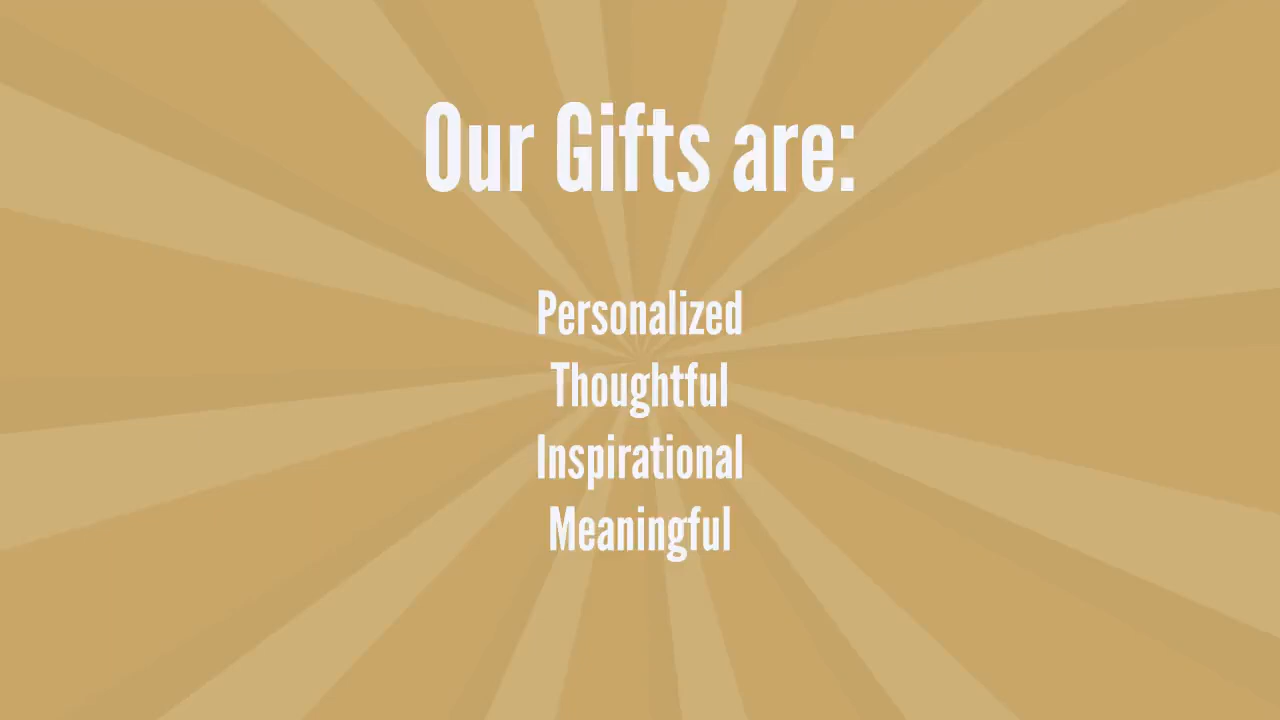 Our Gifts are:
Personalized
Thoughtful
Inspirational
Meaningful